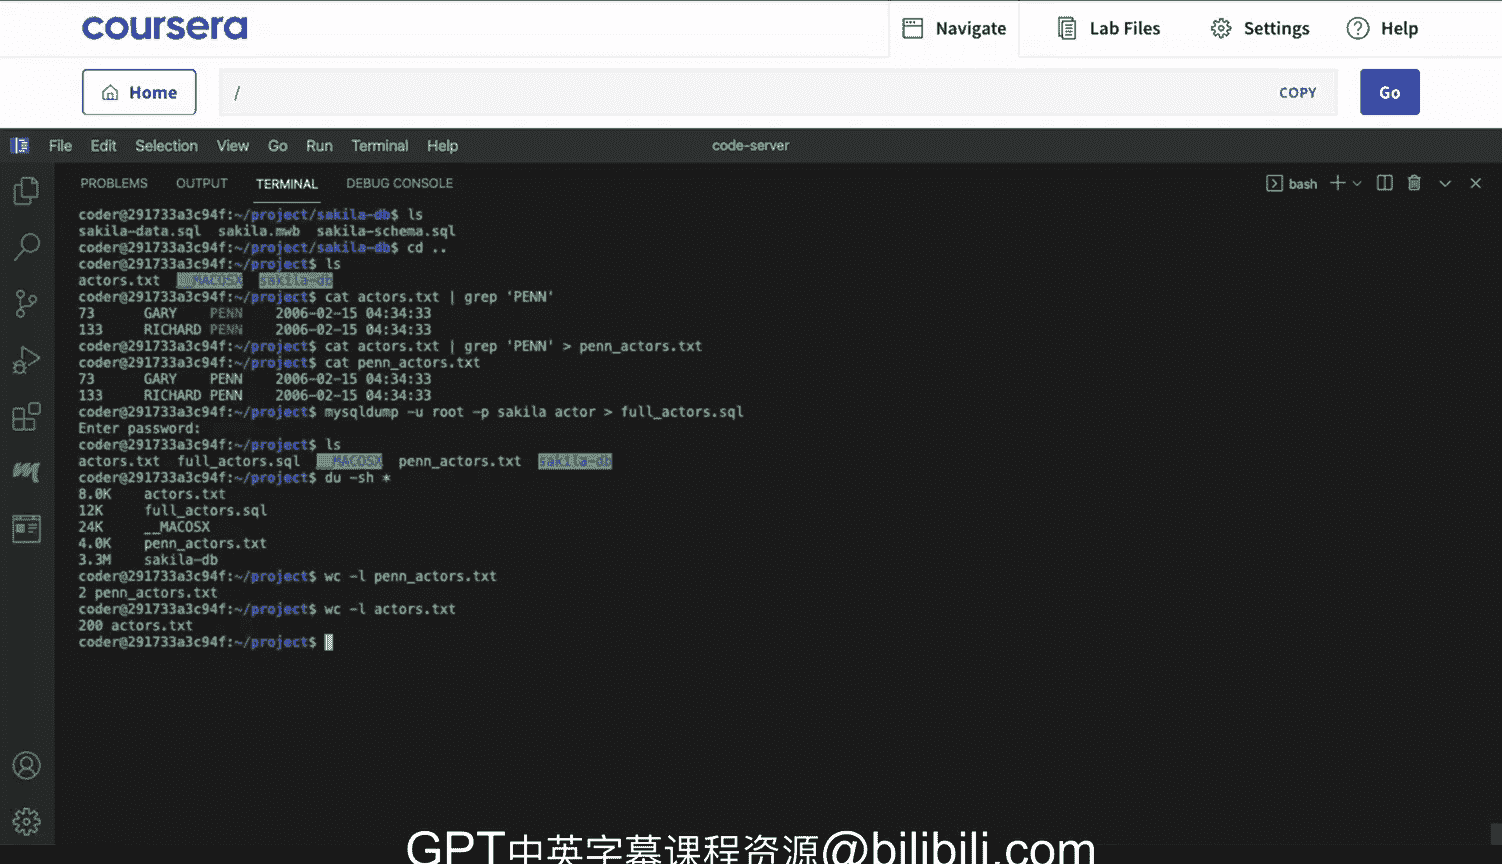 coursera
Navigate
Lab Files
Settings
Help
Home
/
COPY
Go
File Edit Selection View Go Run Terminal Help
code-server
PROBLEMS OUTPUT TERMINAL DEBUG CONSOLE
bash
coder@291733a3c94f:~/project/sakila-db$ ls
sakila-data.sql  sakila.mwb  sakila-schema.sql
coder@291733a3c94f:~/project/sakila-db$ cd ..
coder@291733a3c94f:~/project$ ls
actors.txt  __MACOSX  sakila-db
coder@291733a3c94f:~/project$ cat actors.txt | grep 'PENN'
73      GARY    PENN    2006-02-15 04:34:33
133     RICHARD PENN    2006-02-15 04:34:33
coder@291733a3c94f:~/project$ cat actors.txt | grep 'PENN' > penn_actors.txt
coder@291733a3c94f:~/project$ cat penn_actors.txt
73      GARY    PENN    2006-02-15 04:34:33
133     RICHARD PENN    2006-02-15 04:34:33
coder@291733a3c94f:~/project$ mysqldump -u root -p sakila actor > full_actors.sql
Enter password:
coder@291733a3c94f:~/project$ ls
actors.txt  full_actors.sql  __MACOSX  penn_actors.txt  sakila-db
coder@291733a3c94f:~/project$ du -sh *
8.0K    actors.txt
12K     full_actors.sql
24K     __MACOSX
4.0K    penn_actors.txt
3.3M    sakila-db
coder@291733a3c94f:~/project$ wc -l penn_actors.txt
2 penn_actors.txt
coder@291733a3c94f:~/project$ wc -l actors.txt
200 actors.txt
coder@291733a3c94f:~/project$
GPT中英字幕课程资源@bilibili.com